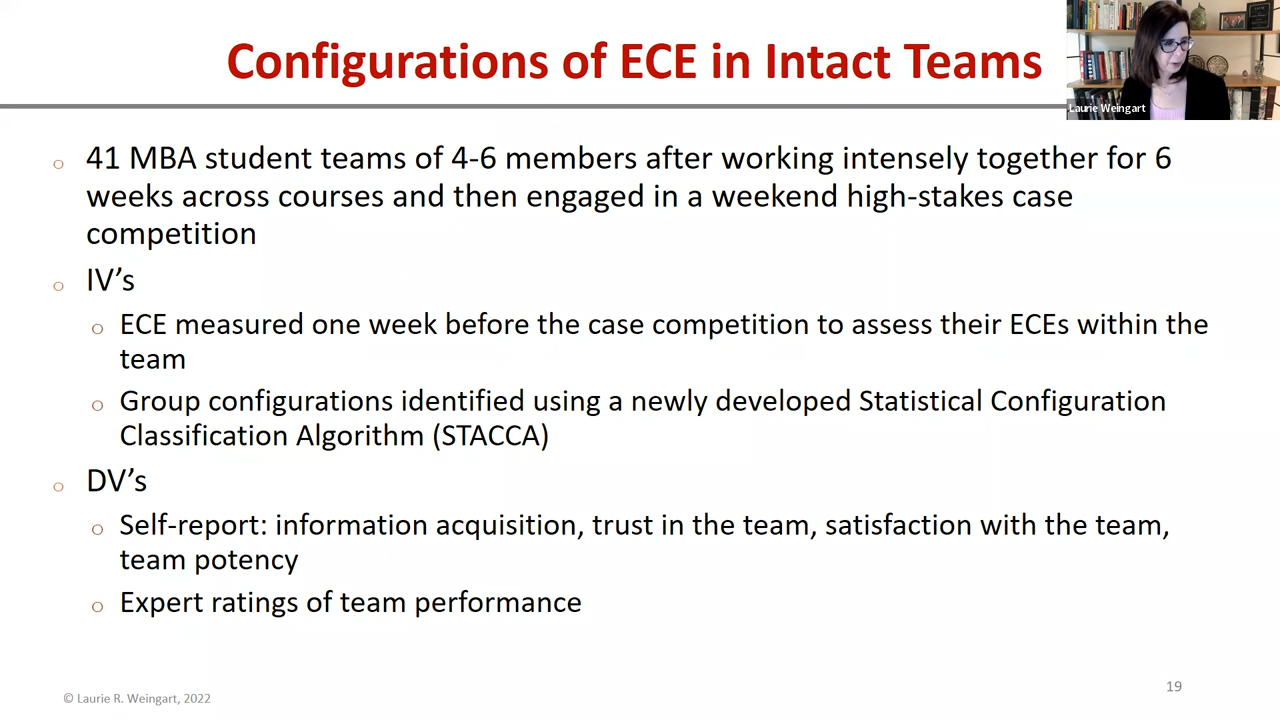 Configurations of ECE in Intact Teams
Laurie Weingart
41 MBA student teams of 4-6 members after working intensely together for 6
weeks across courses and then engaged in a weekend high-stakes case
competition
IV’s
ECE measured one week before the case competition to assess their ECEs within the
team
Group configurations identified using a newly developed Statistical Configuration
Classification Algorithm (STACCA)
DV’s
Self-report: information acquisition, trust in the team, satisfaction with the team,
team potency
Expert ratings of team performance
© Laurie R. Weingart, 2022
19